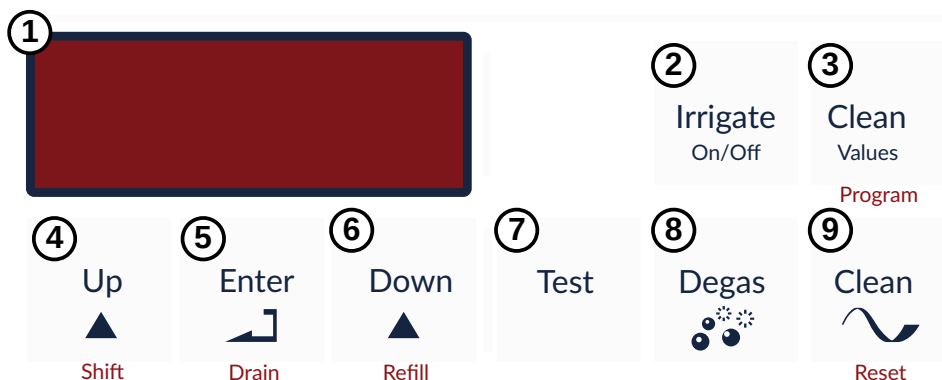 1
2
3
Irrigate
On/Off
Clean
Values
Program
4
5
6
7
8
9
Up
Enter
Down
Test
Degas
Clean
Shift
Drain
Refill
Reset